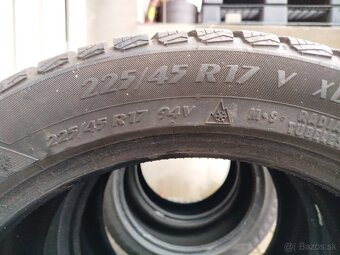 225/45 R17 V XL
225/45 R17 94V M+S RADIAL
TUBELESS
Bazos.sk